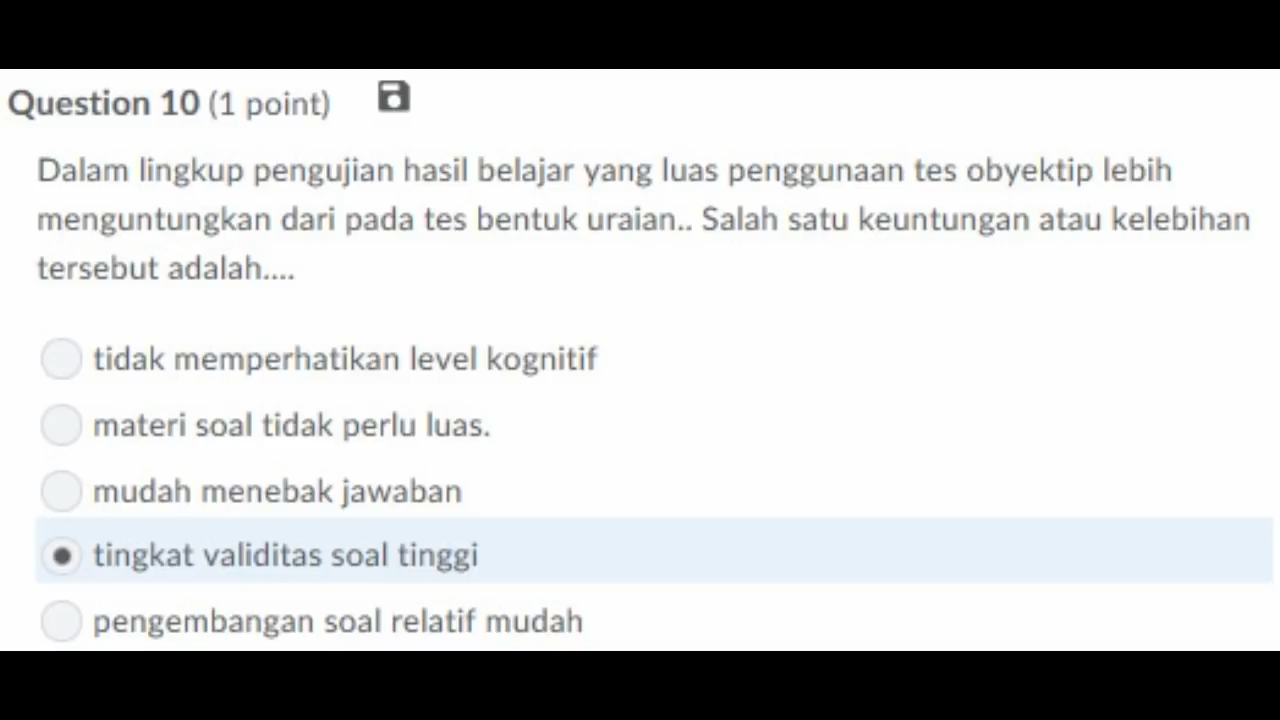 Question 10 (1 point)
Dalam lingkup pengujian hasil belajar yang luas penggunaan tes obyektip lebih
menguntungkan dari pada tes bentuk uraian.. Salah satu keuntungan atau kelebihan
tersebut adalah....
tidak memperhatikan level kognitif
materi soal tidak perlu luas.
mudah menebak jawaban
tingkat validitas soal tinggi
pengembangan soal relatif mudah